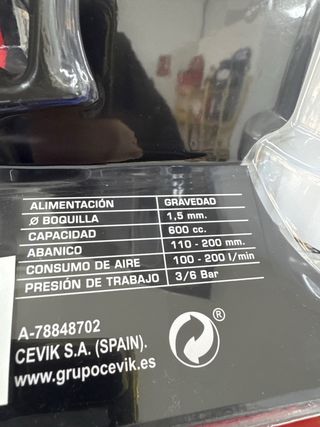 ALIMENTACIÓN GRAVEDAD
Ø BOQUILLA 1,5 mm.
CAPACIDAD 600 cc.
ABANICO 110 - 200 mm.
CONSUMO DE AIRE 100 - 200 l/min
PRESIÓN DE TRABAJO 3/6 Bar
A-78848702
CEVIK S.A. (SPAIN).
www.grupocevik.es
®